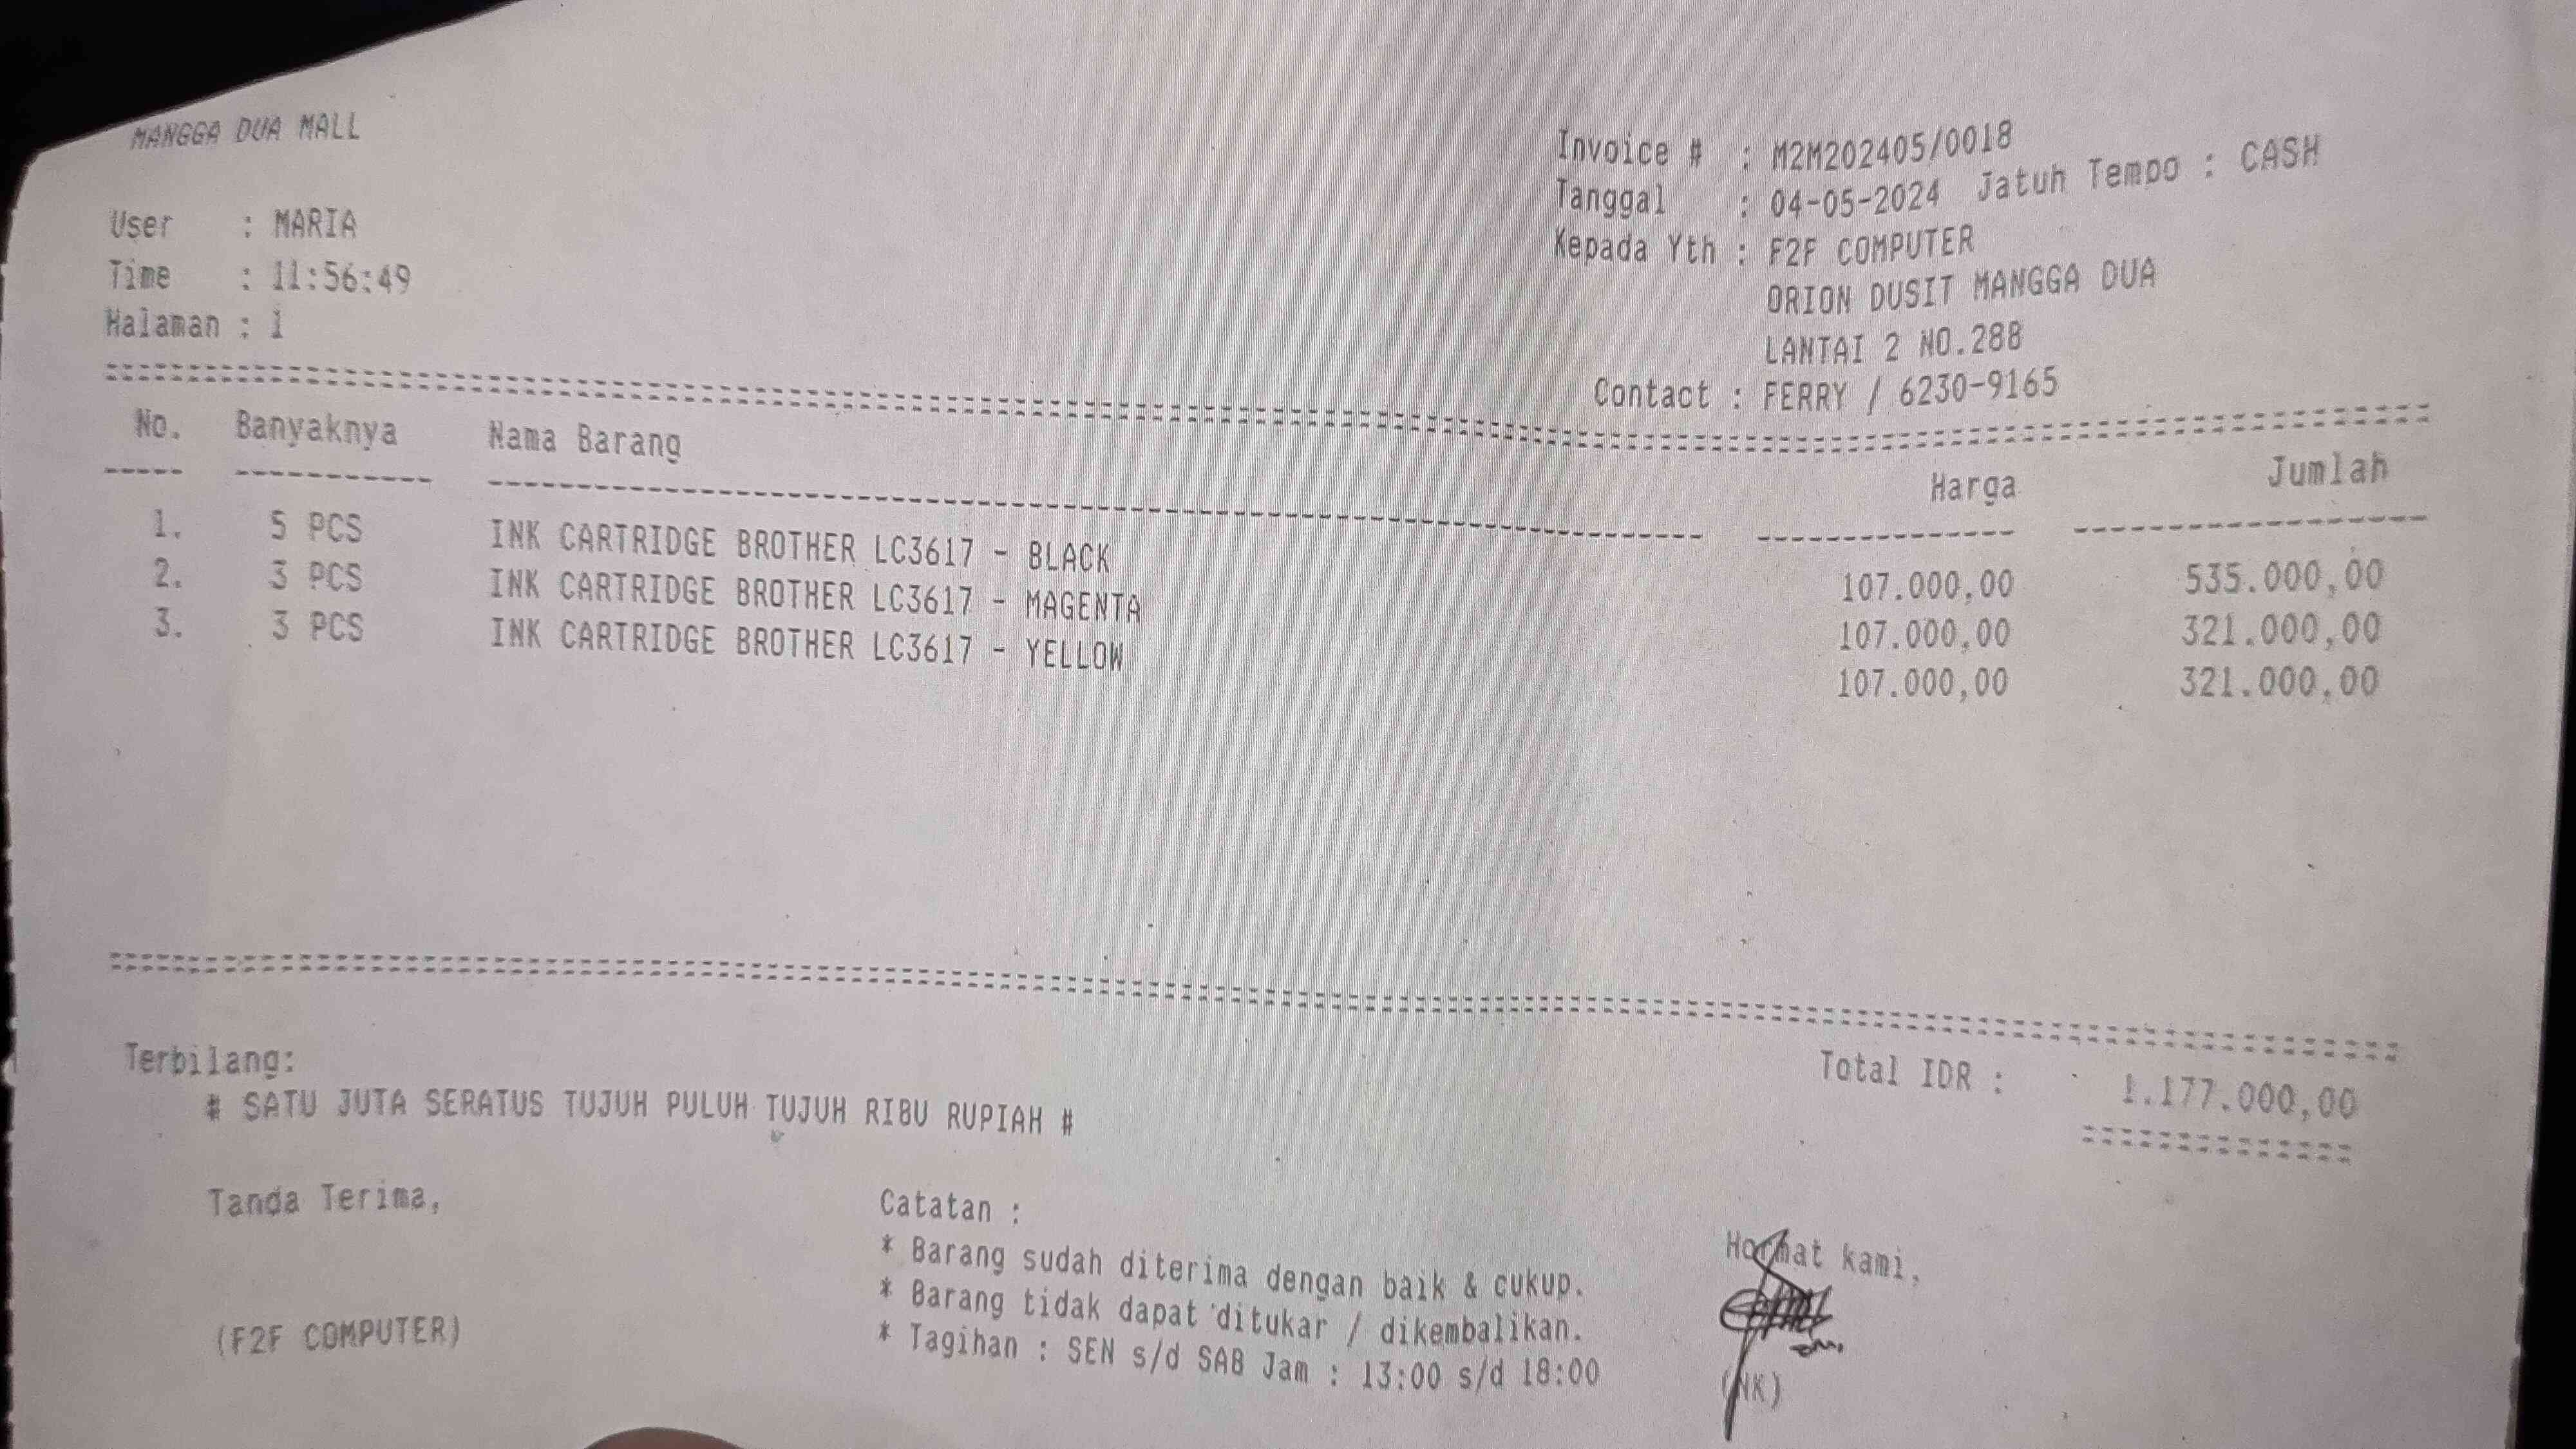 MANGGA DUA MALL
Invoice # : M2M202405/0018
Tanggal : 04-05-2024 Jatuh Tempo : CASH
User : MARIA
Kepada Yth : F2F COMPUTER
Time : 11:56:49
ORION DUSIT MANGGA DUA
Halaman : 1
LANTAI 2 NO.288
Contact : FERRY / 6230-9165
No. Banyaknya Nama Barang Harga Jumlah
1. 5 PCS INK CARTRIDGE BROTHER LC3617 - BLACK 107.000,00 535.000,00
2. 3 PCS INK CARTRIDGE BROTHER LC3617 - MAGENTA 107.000,00 321.000,00
3. 3 PCS INK CARTRIDGE BROTHER LC3617 - YELLOW 107.000,00 321.000,00
Terbilang: Total IDR : 1.177.000,00
# SATU JUTA SERATUS TUJUH PULUH TUJUH RIBU RUPIAH #
Tanda Terima, Catatan : Hormat kami,
* Barang sudah diterima dengan baik & cukup.
* Barang tidak dapat ditukar / dikembalikan.
* Tagihan : SEN s/d SAB Jam : 13:00 s/d 18:00
(F2F COMPUTER) (NK)